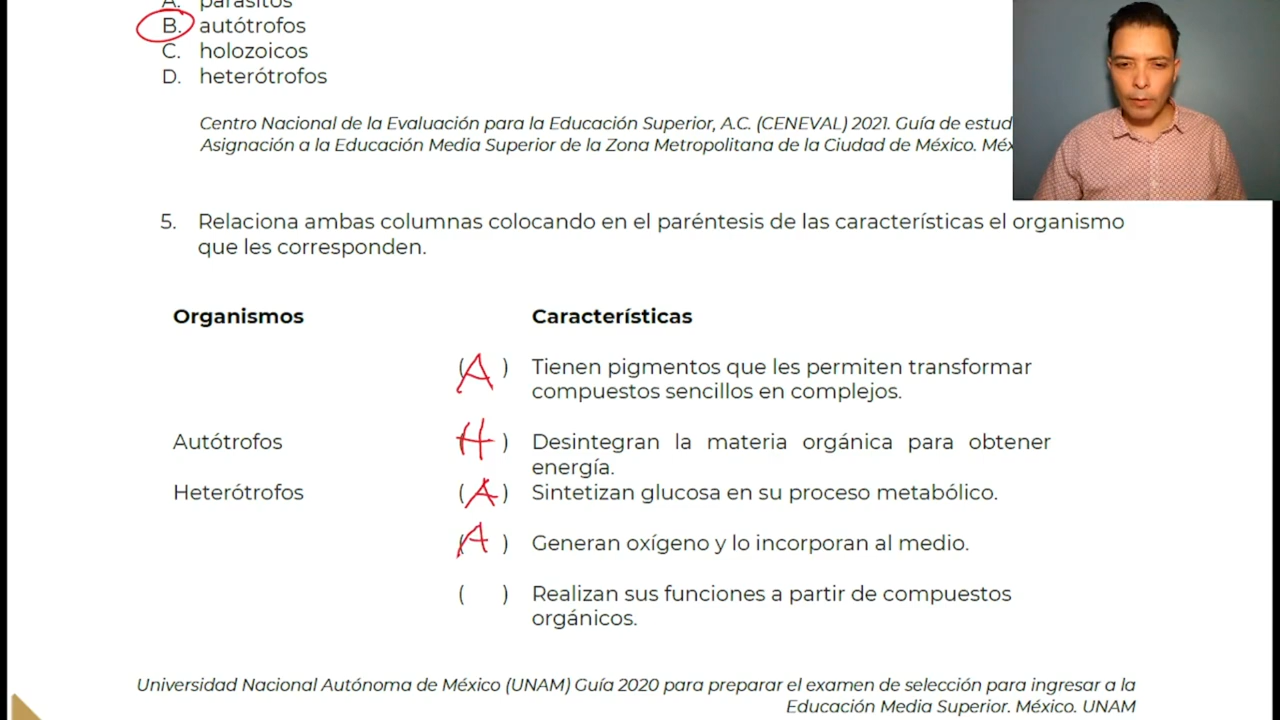 A. parásitos
B. autótrofos
C. holozoicos
D. heterótrofos
Centro Nacional de la Evaluación para la Educación Superior, A.C. (CENEVAL) 2021. Guía de
Asignación a la Educación Media Superior de la Zona Metropolitana de la Ciudad de México.
5. Relaciona ambas columnas colocando en el paréntesis de las características el organismo
que les corresponden.
Organismos Características
(A) Tienen pigmentos que les permiten transformar
compuestos sencillos en complejos.
Autótrofos (H) Desintegran la materia orgánica para obtener
energía.
Heterótrofos (A) Sintetizan glucosa en su proceso metabólico.
(A) Generan oxígeno y lo incorporan al medio.
( ) Realizan sus funciones a partir de compuestos
orgánicos.
Universidad Nacional Autónoma de México (UNAM) Guía 2020 para preparar el examen de selección para ingresar a la
Educación Media Superior. México. UNAM